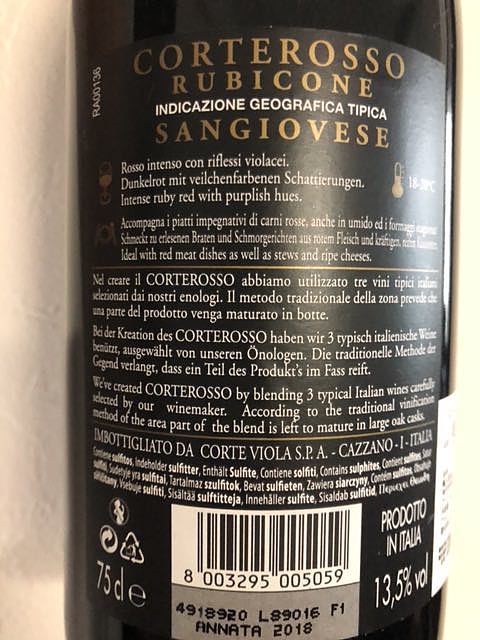 CORTEROSSO
RUBICONE
INDICAZIONE GEOGRAFICA TIPICA
SANGIOVESE
RA00136
Rosso intenso con riflessi violacei.
Dunkelrot mit veilchenfarbenen Schattierungen.
Intense ruby red with purplish hues.
18-20°C
Accompagna i piatti impegnativi di carni rosse, anche in umido ed i formaggi
Schmeckt zu erlesenen Braten und Schmorgerichten aus rotem Fleisch und kräftigen,
Ideal with red meat dishes as well as stews and ripe cheeses.
Nel creare il CORTEROSSO abbiamo utilizzato tre vini tipici italiani
selezionati dai nostri enologi. Il metodo tradizionale della zona prevede che
una parte del prodotto venga maturato in botte.
Bei der Kreation des CORTEROSSO haben wir 3 typisch italienische Weine
benützt, ausgewählt von unseren Önologen. Die traditionelle Methode der
Gegend verlangt, dass ein Teil des Produkt's im Fass reift.
We've created CORTEROSSO by blending 3 typical Italian wines carefully
selected by our winemaker. According to the traditional vinification
method of the area part of the blend is left to mature in large oak casks.
IMBOTTIGLIATO DA CORTE VIOLA S.P.A. - CAZZANO - I - ITALIA
Contiene solfitos, Indeholder sulfitter, Enthält Sulfite, Contiene solfiti, Contains sulphites, Contient sulfites,
Sudetyje yra sulfitai, Tartalmaz szulfitok, Bevat sulfieten, Zawiera siarczyny, Contém sulfitos,
Vsebuje sulfiti, Sisältää sulftitteja, Innehåller sulfite, Sisaldab sulfitid,
PRODOTTO
IN ITALIA
75cl e
8 003295 005059
13,5% vol
4918920 L89016 F1
ANNATA 2018